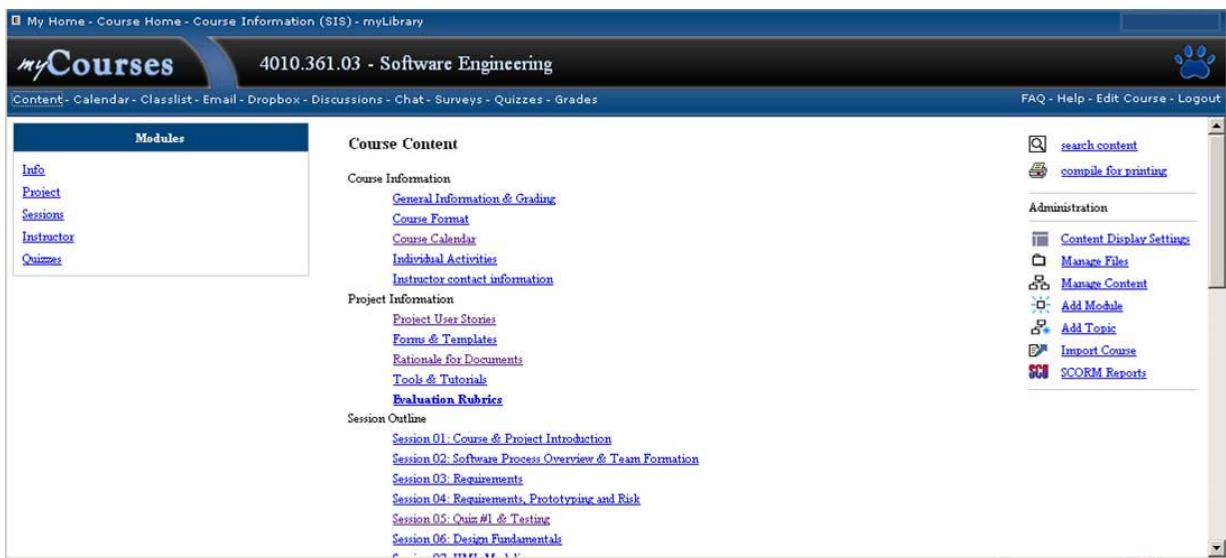 My Home - Course Home - Course Information (SIS) - myLibrary
myCourses
4010.361.03 - Software Engineering
Content - Calendar - Classlist - Email - Dropbox - Discussions - Chat - Surveys - Quizzes - Grades
FAQ - Help - Edit Course - Logout
Modules
Info
Project
Sessions
Instructor
Quizzes
Course Content
Course Information
General Information & Grading
Course Format
Course Calendar
Individual Activities
Instructor contact information
Project Information
Project User Stories
Forms & Templates
Rationale for Documents
Tools & Tutorials
Evaluation Rubrics
Session Outline
Session 01: Course & Project Introduction
Session 02: Software Process Overview & Team Formation
Session 03: Requirements
Session 04: Requirements, Prototyping and Risk
Session 05: Quiz #1 & Testing
Session 06: Design Fundamentals
search content
compile for printing
Administration
Content Display Settings
Manage Files
Manage Content
Add Module
Add Topic
Import Course
SCO SCORM Reports